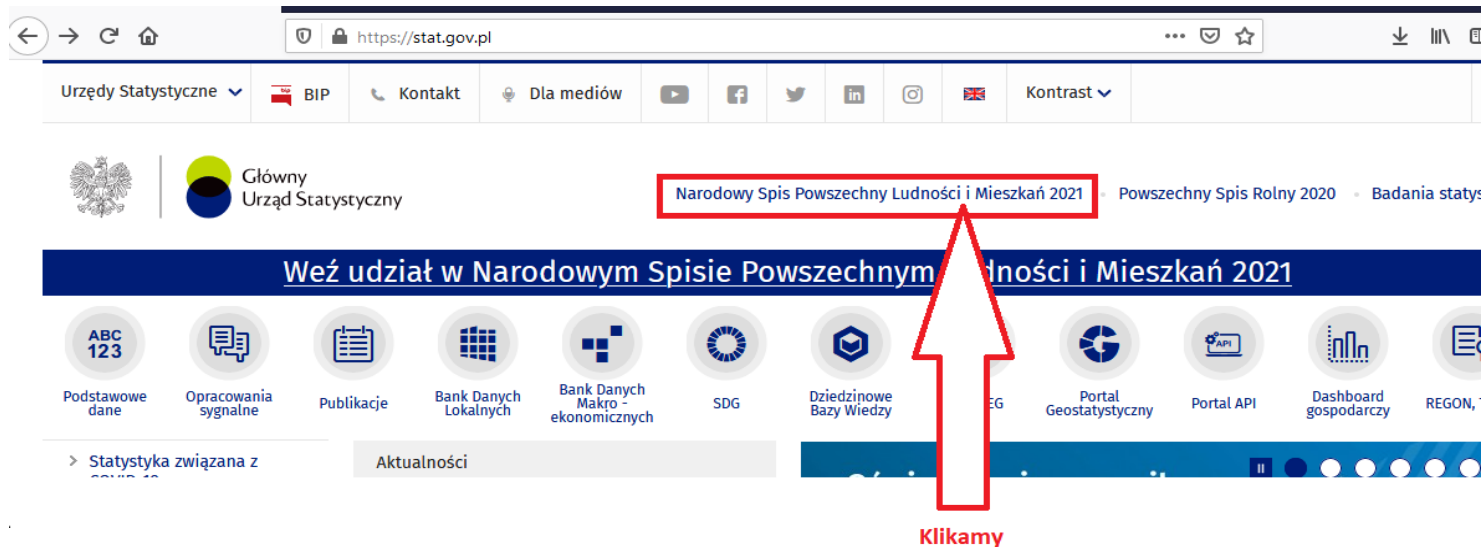 https://stat.gov.pl
Urzędy Statystyczne BIP Kontakt Dla mediów Kontrast
Główny
Urząd Statystyczny
Narodowy Spis Powszechny Ludności i Mieszkań 2021 Powszechny Spis Rolny 2020 Badania
Weź udział w Narodowym Spisie Powszechnym Ludności i Mieszkań 2021
ABC
123
API
Podstawowe
dane
Opracowania
sygnalne
Publikacje
Bank Danych
Lokalnych
Bank Danych
Makro -
ekonomicznych
SDG
Dziedzinowe
Bazy Wiedzy
Portal
Geostatystyczny
Portal API
Dashboard
gospodarczy
REGON,
Statystyka związana z
Aktualności
Klikamy